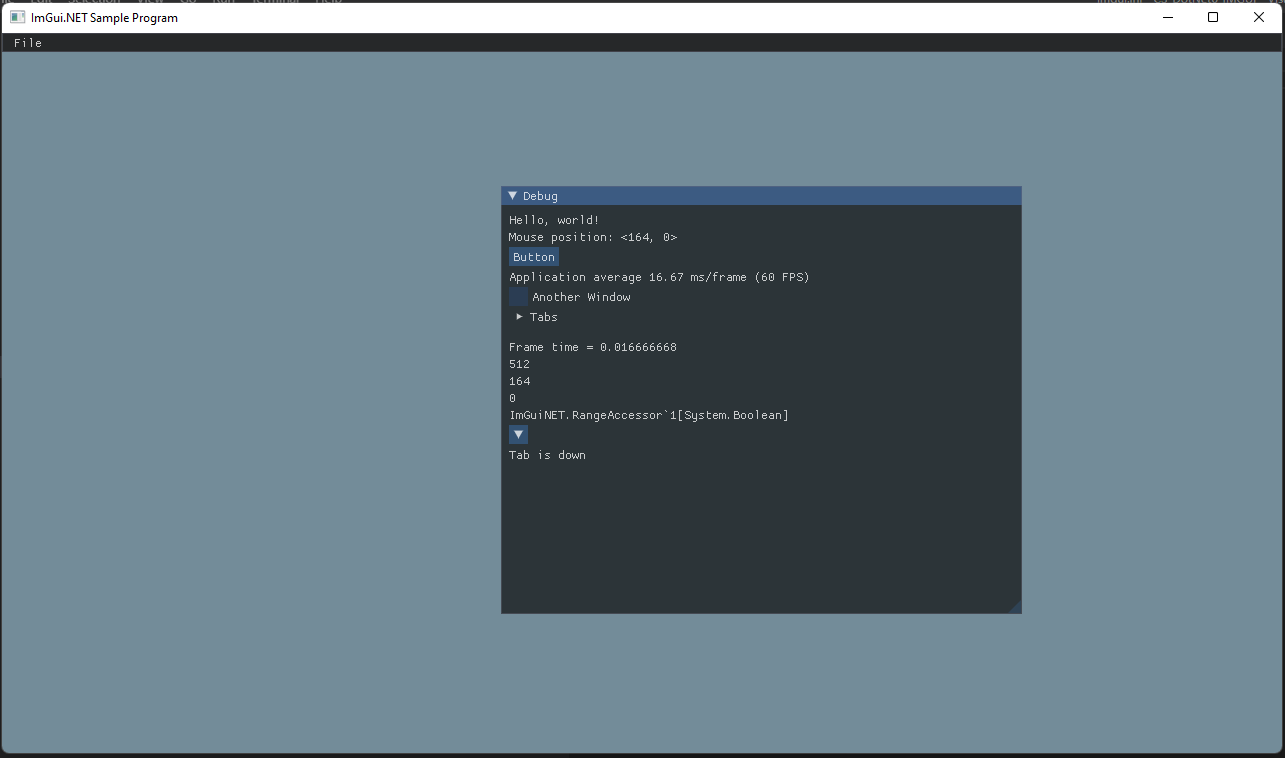 ImGui.NET Sample Program
File
Debug
Hello, world!
Mouse position: <164, 0>
Button
Application average 16.67 ms/frame (60 FPS)
Another Window
Tabs
Frame time = 0.016666668
512
164
0
ImGuiNET.RangeAccessor`1[System.Boolean]
Tab is down